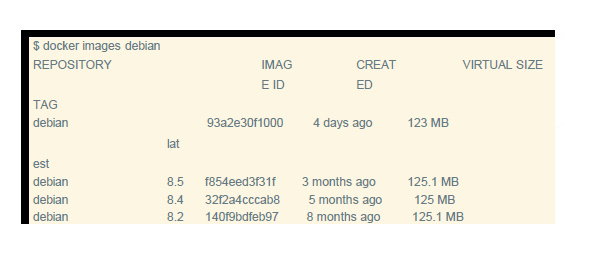 $ docker images debian
REPOSITORY IMAG CREAT VIRTUAL SIZE
E ID ED
TAG
debian 93a2e30f1000 4 days ago 123 MB
lat
est
debian 8.5 f854eed3f31f 3 months ago 125.1 MB
debian 8.4 32f2a4cccab8 5 months ago 125 MB
debian 8.2 140f9bdfeb97 8 months ago 125.1 MB